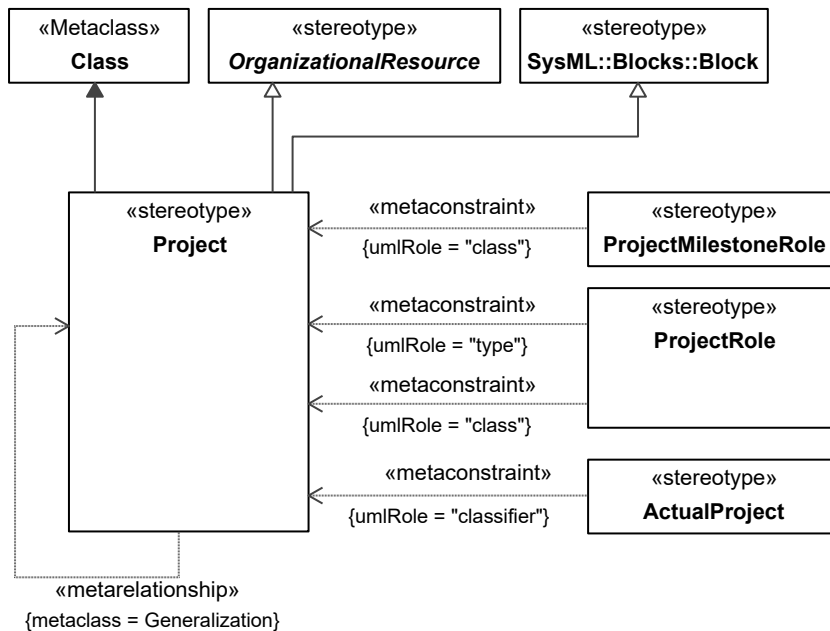 «Metaclass»
Class
«stereotype»
OrganizationalResource
«stereotype»
SysML::Blocks::Block
«stereotype»
Project
«metaconstraint»
{umlRole = "class"}
«stereotype»
ProjectMilestoneRole
«metaconstraint»
{umlRole = "type"}
«stereotype»
ProjectRole
«metaconstraint»
{umlRole = "class"}
«metaconstraint»
{umlRole = "classifier"}
«stereotype»
ActualProject
«metarelationship»
{metaclass = Generalization}